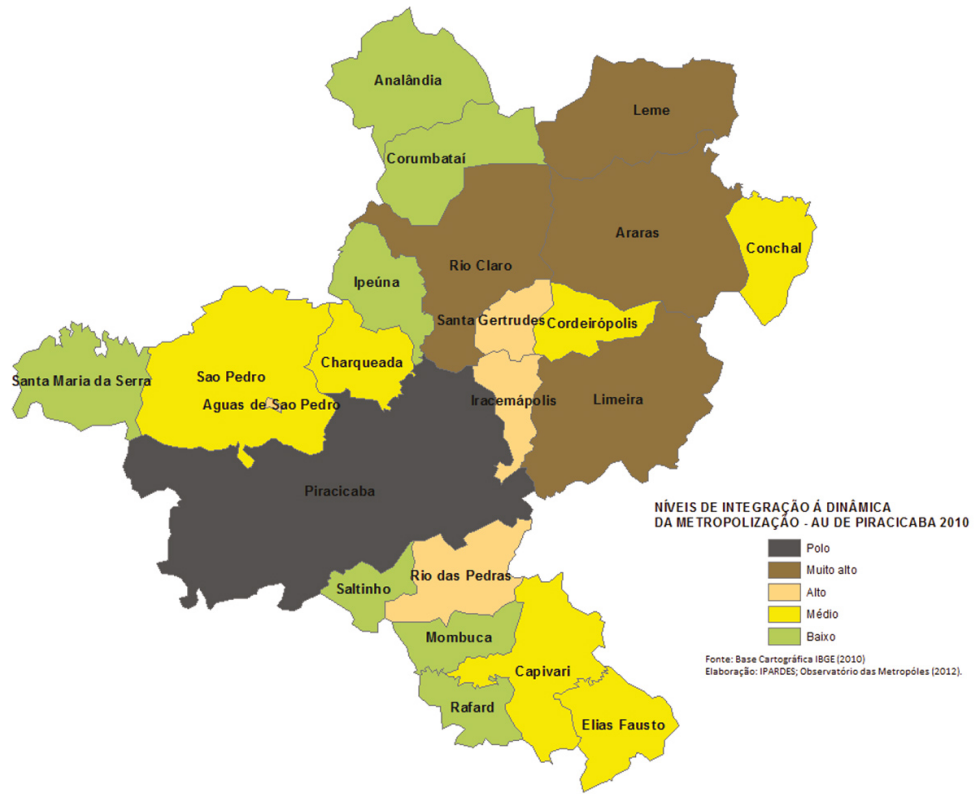 Analândia
Leme
Corumbataí
Araras
Conchal
Rio Claro
Ipeúna
Santa Gertrudes
Cordeirópolis
Charqueada
Sao Pedro
Santa Maria da Serra
Aguas de Sao Pedro
Iracemápolis
Limeira
Piracicaba
NÍVEIS DE INTEGRAÇÃO Á DINÂMICA
DA METROPOLIZAÇÃO - AU DE PIRACICABA 2010
Polo
Muito alto
Alto
Médio
Baixo
Fonte: Base Cartográfica IBGE (2010)
Elaboração: IPARDES; Observatório das Metropóles (2012).
Rio das Pedras
Saltinho
Mombuca
Capivari
Rafard
Elias Fausto